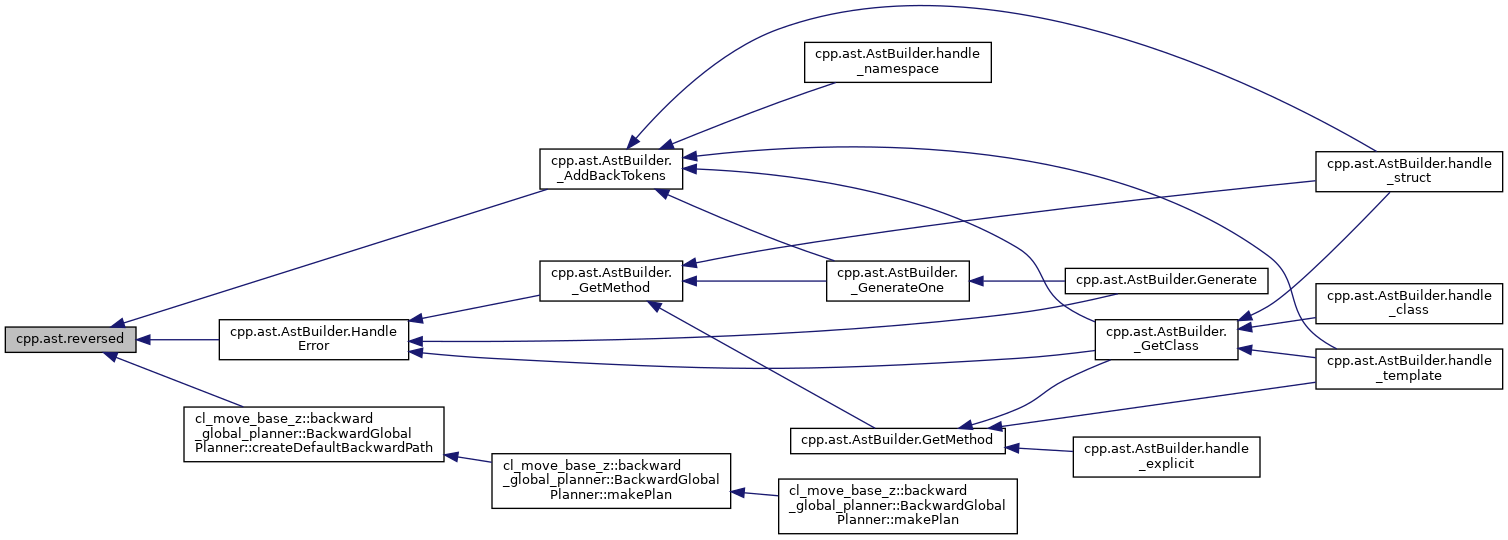 cpp.ast.AstBuilder.handle
_namespace
cpp.ast.AstBuilder.
_AddBackTokens
cpp.ast.AstBuilder.handle
_struct
cpp.ast.AstBuilder.
_GetMethod
cpp.ast.AstBuilder.
_GenerateOne
cpp.ast.AstBuilder.Generate
cpp.ast.AstBuilder.handle
_class
cpp.ast.reversed
cpp.ast.AstBuilder.Handle
Error
cpp.ast.AstBuilder.
_GetClass
cpp.ast.AstBuilder.handle
_template
cl_move_base_z::backward
_global_planner::BackwardGlobal
Planner::createDefaultBackwardPath
cpp.ast.AstBuilder.GetMethod
cpp.ast.AstBuilder.handle
_explicit
cl_move_base_z::backward
_global_planner::BackwardGlobal
Planner::makePlan
cl_move_base_z::backward
_global_planner::BackwardGlobal
Planner::makePlan